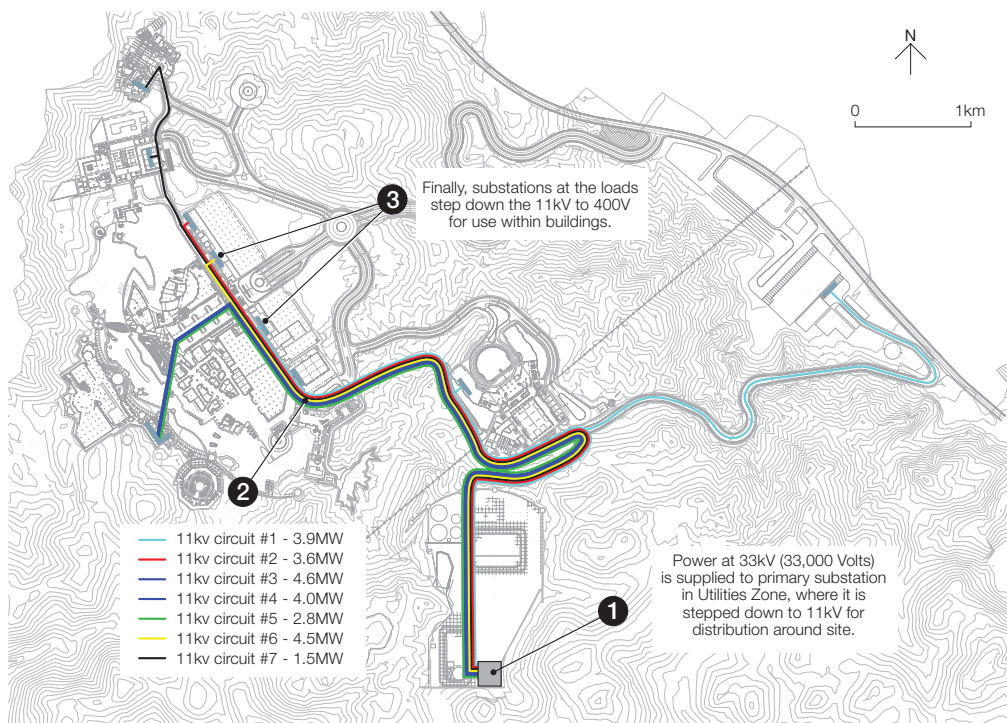 N
0 1km
3
Finally, substations at the loads
step down the 11kV to 400V
for use within buildings.
2
11kv circuit #1 - 3.9MW
11kv circuit #2 - 3.6MW
11kv circuit #3 - 4.6MW
11kv circuit #4 - 4.0MW
11kv circuit #5 - 2.8MW
11kv circuit #6 - 4.5MW
11kv circuit #7 - 1.5MW
1
Power at 33kV (33,000 Volts)
is supplied to primary substation
in Utilities Zone, where it is
stepped down to 11kV for
distribution around site.